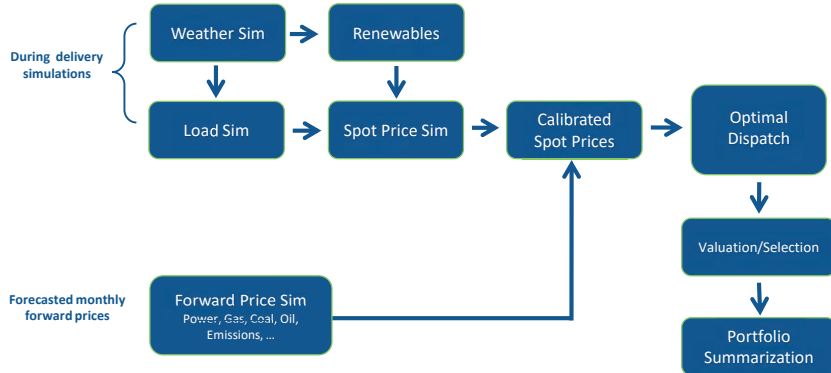 During delivery
simulations
Weather Sim
Renewables
Load Sim
Spot Price Sim
Calibrated
Spot Prices
Optimal
Dispatch
Valuation/Selection
Forecasted monthly
forward prices
Forward Price Sim
Power, Gas, Coal, Oil,
Emissions, ...
Portfolio
Summarization